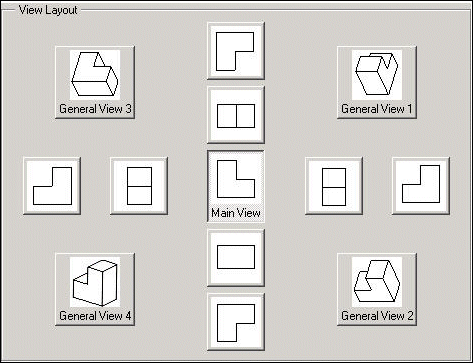 View Layout
General View 3
General View 1
Main View
General View 4
General View 2